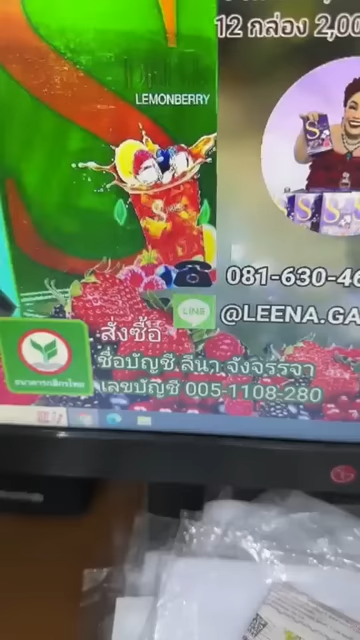 12 กล่อง 2,00
LEMONBERRY
S
081-630-46
LINE
@LEENA.GA
สั่งซื้อ
ชื่อบัญชี ลีนา จังจรรจา
ธนาคารกสิกรไทย
เลขบัญชี 005-1108-280
LG